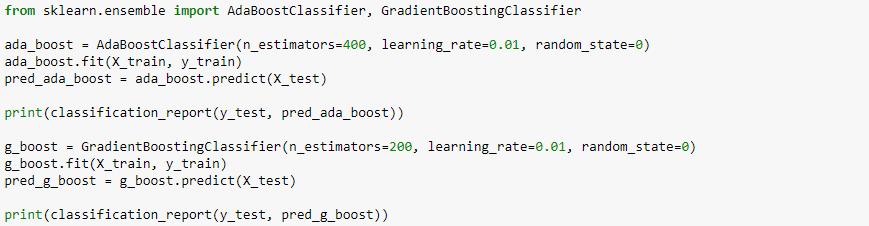 from sklearn.ensemble import AdaBoostClassifier, GradientBoostingClassifier
ada_boost = AdaBoostClassifier(n_estimators=400, learning_rate=0.01, random_state=0)
ada_boost.fit(X_train, y_train)
pred_ada_boost = ada_boost.predict(X_test)
print(classification_report(y_test, pred_ada_boost))
g_boost = GradientBoostingClassifier(n_estimators=200, learning_rate=0.01, random_state=0)
g_boost.fit(X_train, y_train)
pred_g_boost = g_boost.predict(X_test)
print(classification_report(y_test, pred_g_boost))